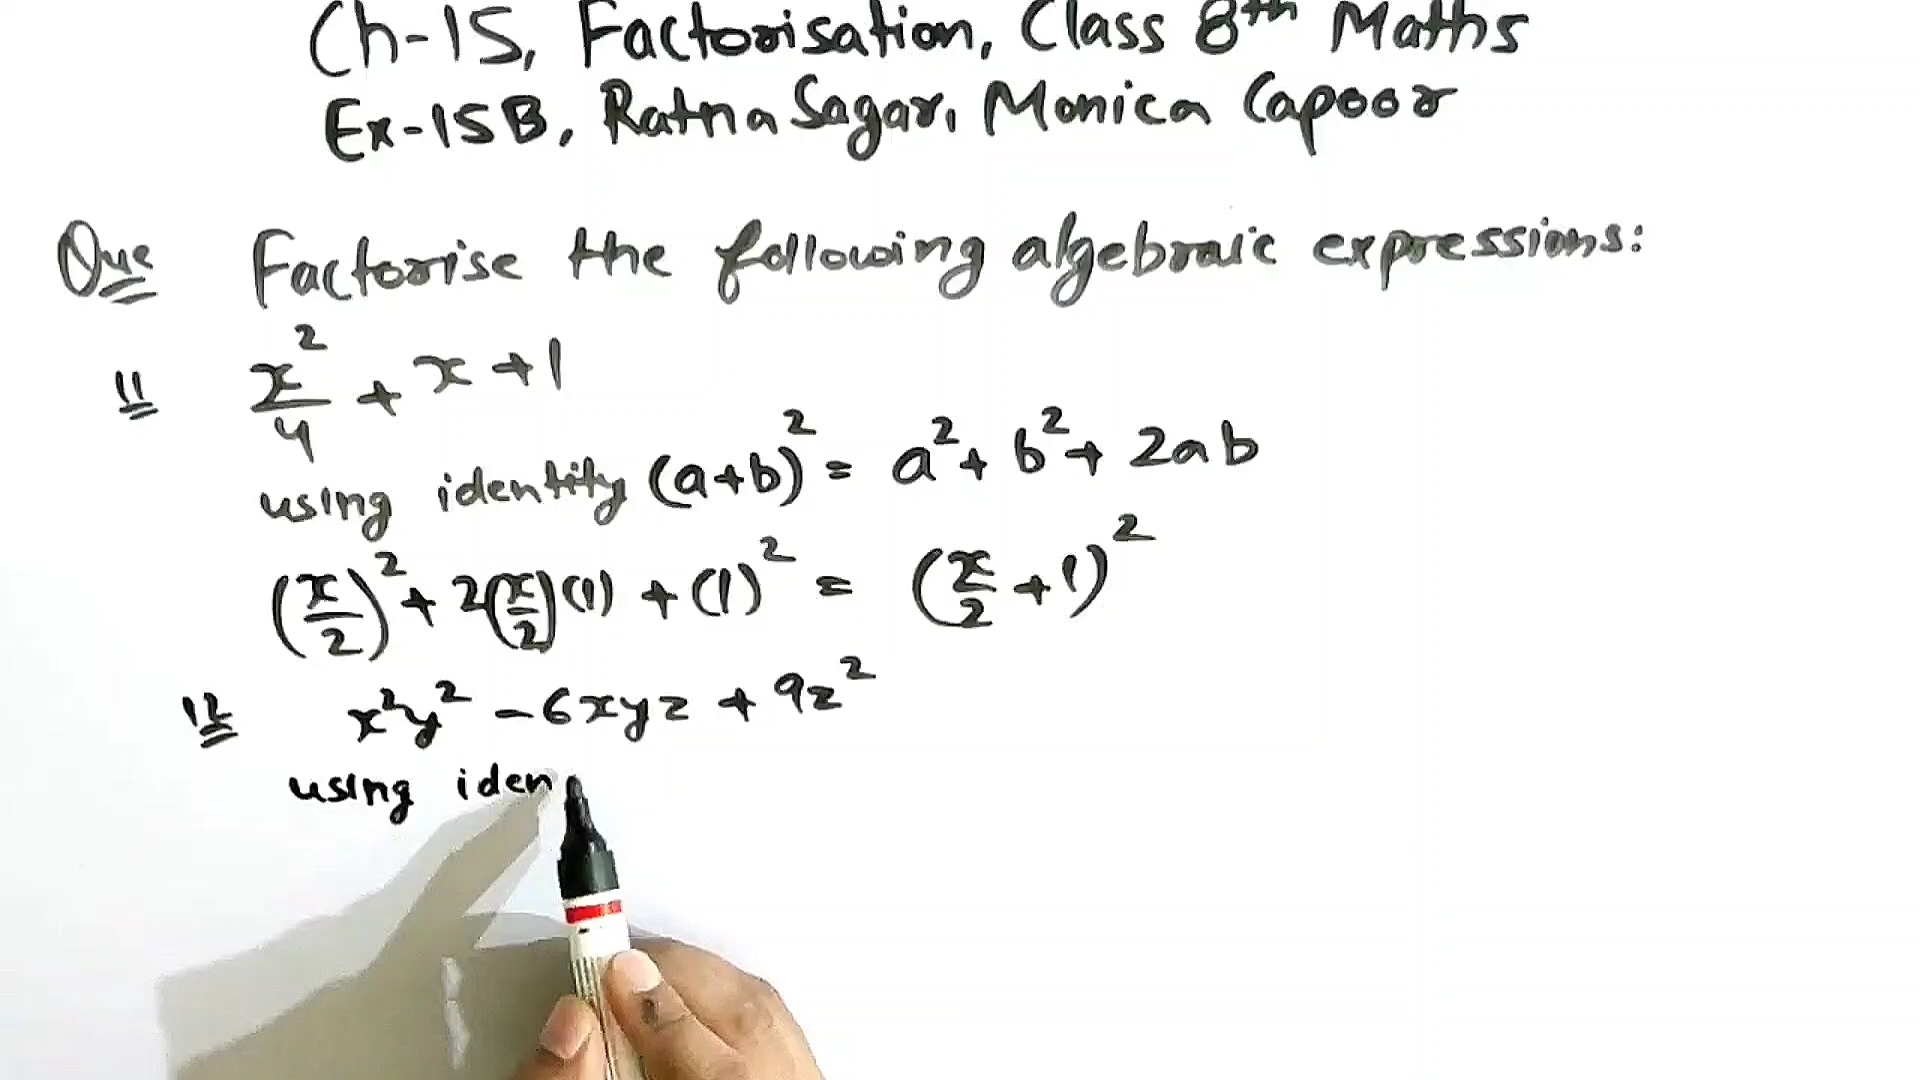 Ch-15, Factorisation, Class 8th Maths
Ex-15B, Ratna Sagar, Monica Capoor
Que Factorise the following algebraic expressions:
11 x²/4 + x + 1
using identity (a+b)² = a² + b² + 2ab
(x/2)² + 2(x/2)(1) + (1)² = (x/2 + 1)²
12 x²y² - 6xyz + 9z²
using iden